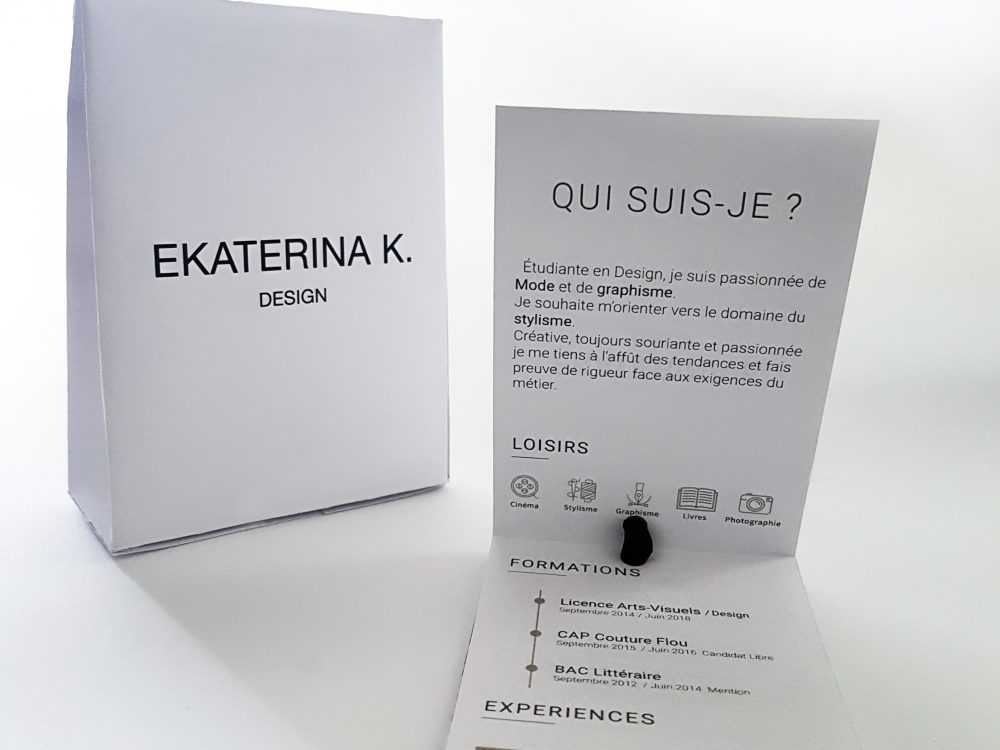 EKATERINA K.
DESIGN
QUI SUIS-JE ?
Étudiante en Design, je suis passionnée de
Mode et de graphisme.
Je souhaite m'orienter vers le domaine du
stylisme.
Créative, toujours souriante et passionnée
je me tiens à l'affût des tendances et fais
preuve de rigueur face aux exigences du
métier.
LOISIRS
Cinéma Stylisme Graphisme Livres Photographie
FORMATIONS
Licence Arts-Visuels / Design
Septembre 2014 / Juin 2018
CAP Couture Flou
Septembre 2015 / Juin 2016 Candidat Libre
BAC Littéraire
Septembre 2012 / Juin 2014 Mention
EXPERIENCES